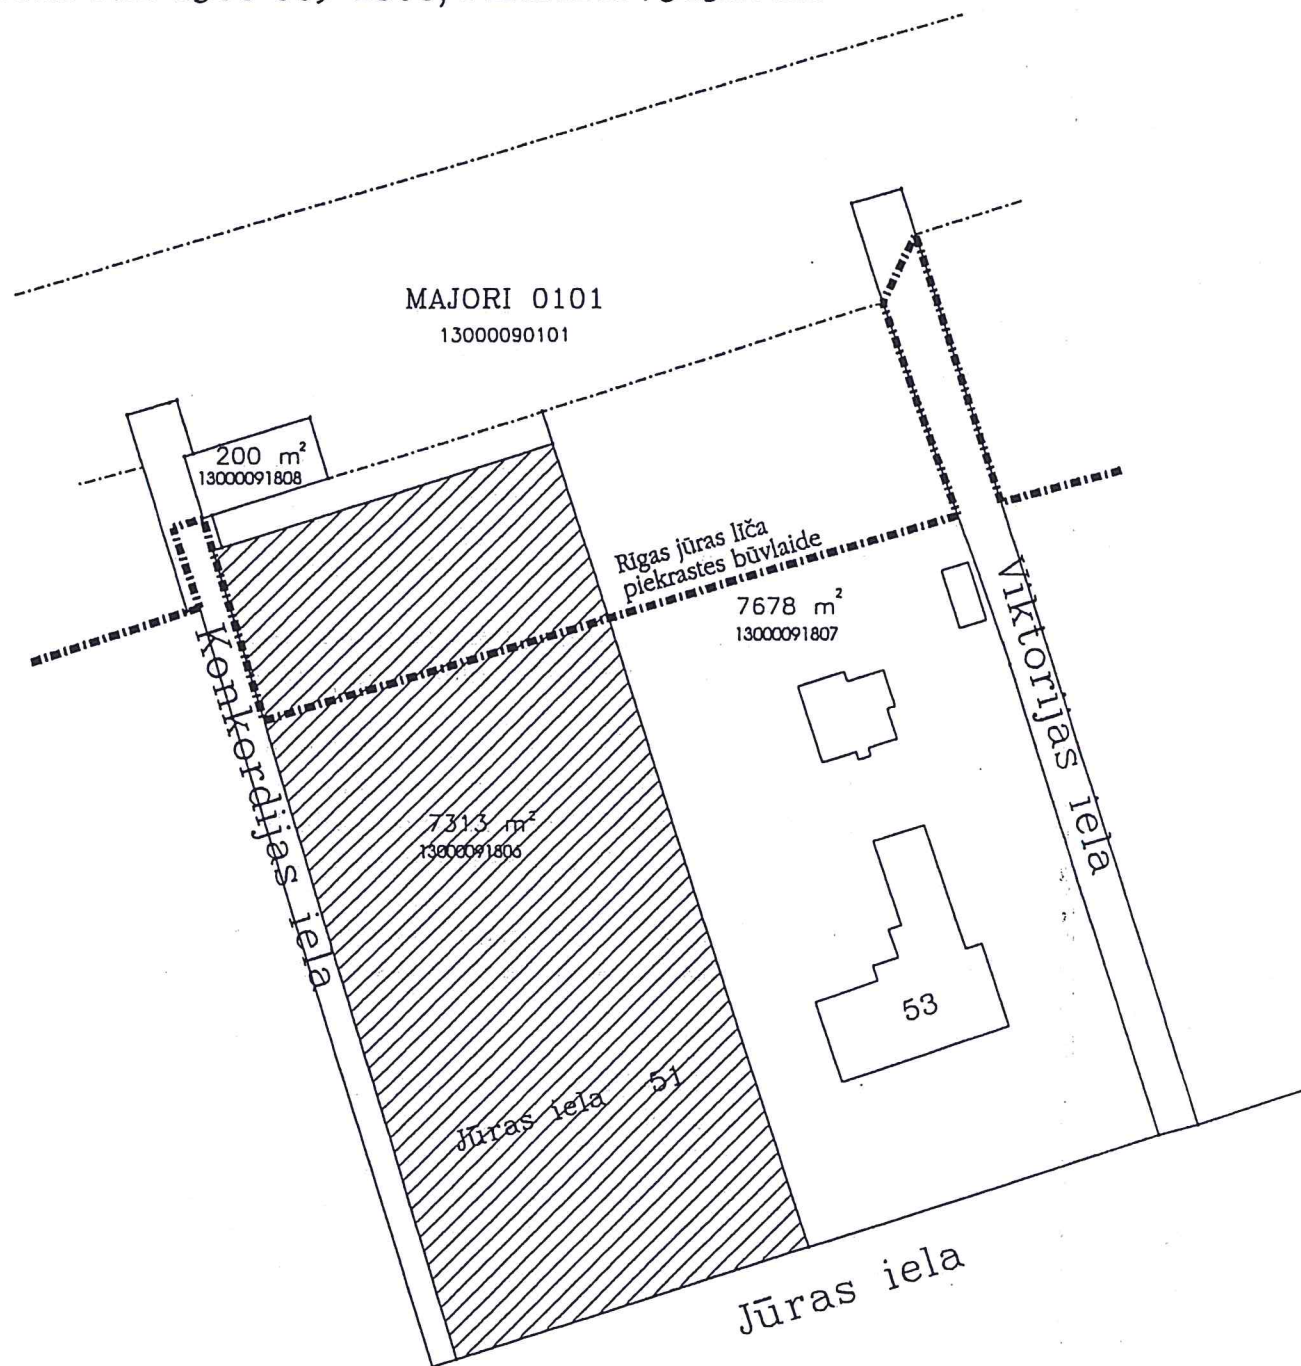 MAJORI 0101
13000090101
200 m²
13000091808
Rīgas jūras līča
piekrastes būvlaide
7678 m²
13000091807
Konkordijas iela
Viktorijas iela
7313 m²
13000091806
53
Jūras iela 51
Jūras iela